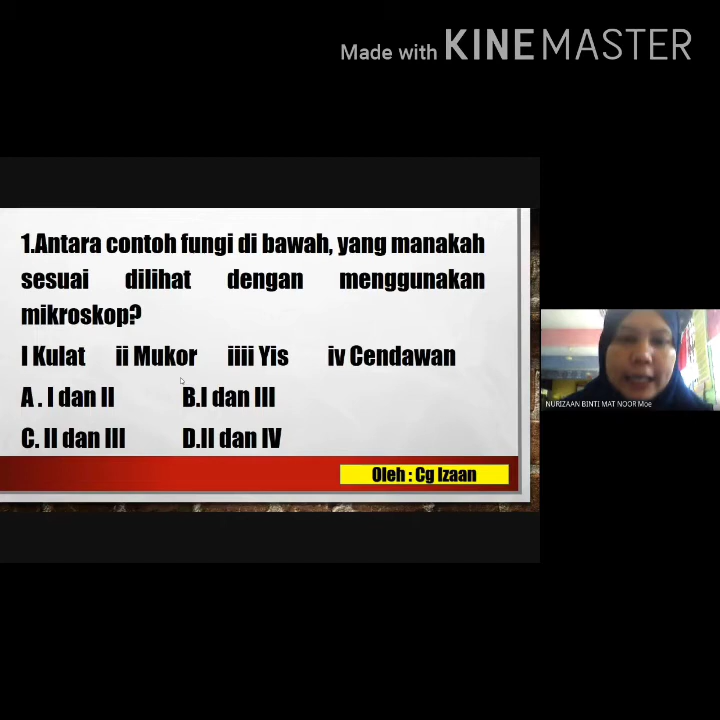 Made with KINEMASTER
1.Antara contoh fungi di bawah, yang manakah
sesuai dilihat dengan menggunakan
mikroskop?
I Kulat ii Mukor iiii Yis iv Cendawan
A . I dan II B.I dan III
C. II dan III D.II dan IV
Oleh : Cg Izaan
NURIZAAN BINTI MAT NOOR Moe